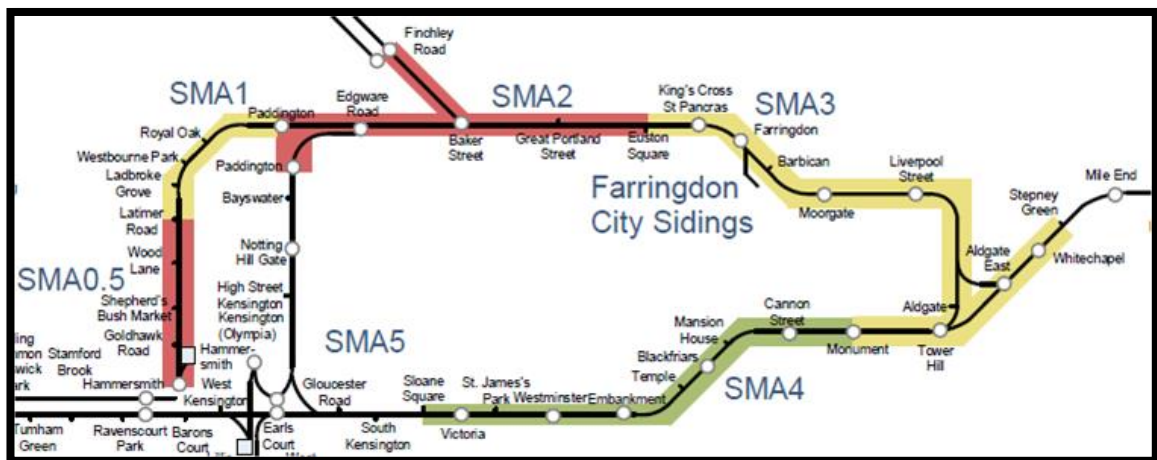 Finchley
Road
SMA1
SMA2
Edgware
Road
King's Cross
St Pancras
SMA3
Paddington
Farringdon
Royal Oak
Baker
Street
Great Portland
Street
Euston
Square
Westbourne Park
Paddington
Barbican
Liverpool
Street
Ladbroke
Grove
Mile End
Stepney
Green
Bayswater
Farringdon
City Sidings
Moorgate
Latimer
Road
Notting
Hill Gate
Wood
Lane
Aldgate
East
Whitechapel
SMA0.5
High Street
Kensington
Kensington
(Olympia)
Shepherd's
Bush Market
Cannon
Street
Aldgate
Mansion
House
SMA5
Goldhawk
Road
Hammer-
smith
Monument
Tower
Hill
Stamford
Brook
Blackfriars
Temple
SMA4
Hammersmith
West
Kensington
Gloucester
Road
Sloane
Square
St. James's
Park
Westminster
Embankment
Turnham
Green
Ravenscourt
Park
Barons
Court
Earls
Court
South
Kensington
Victoria